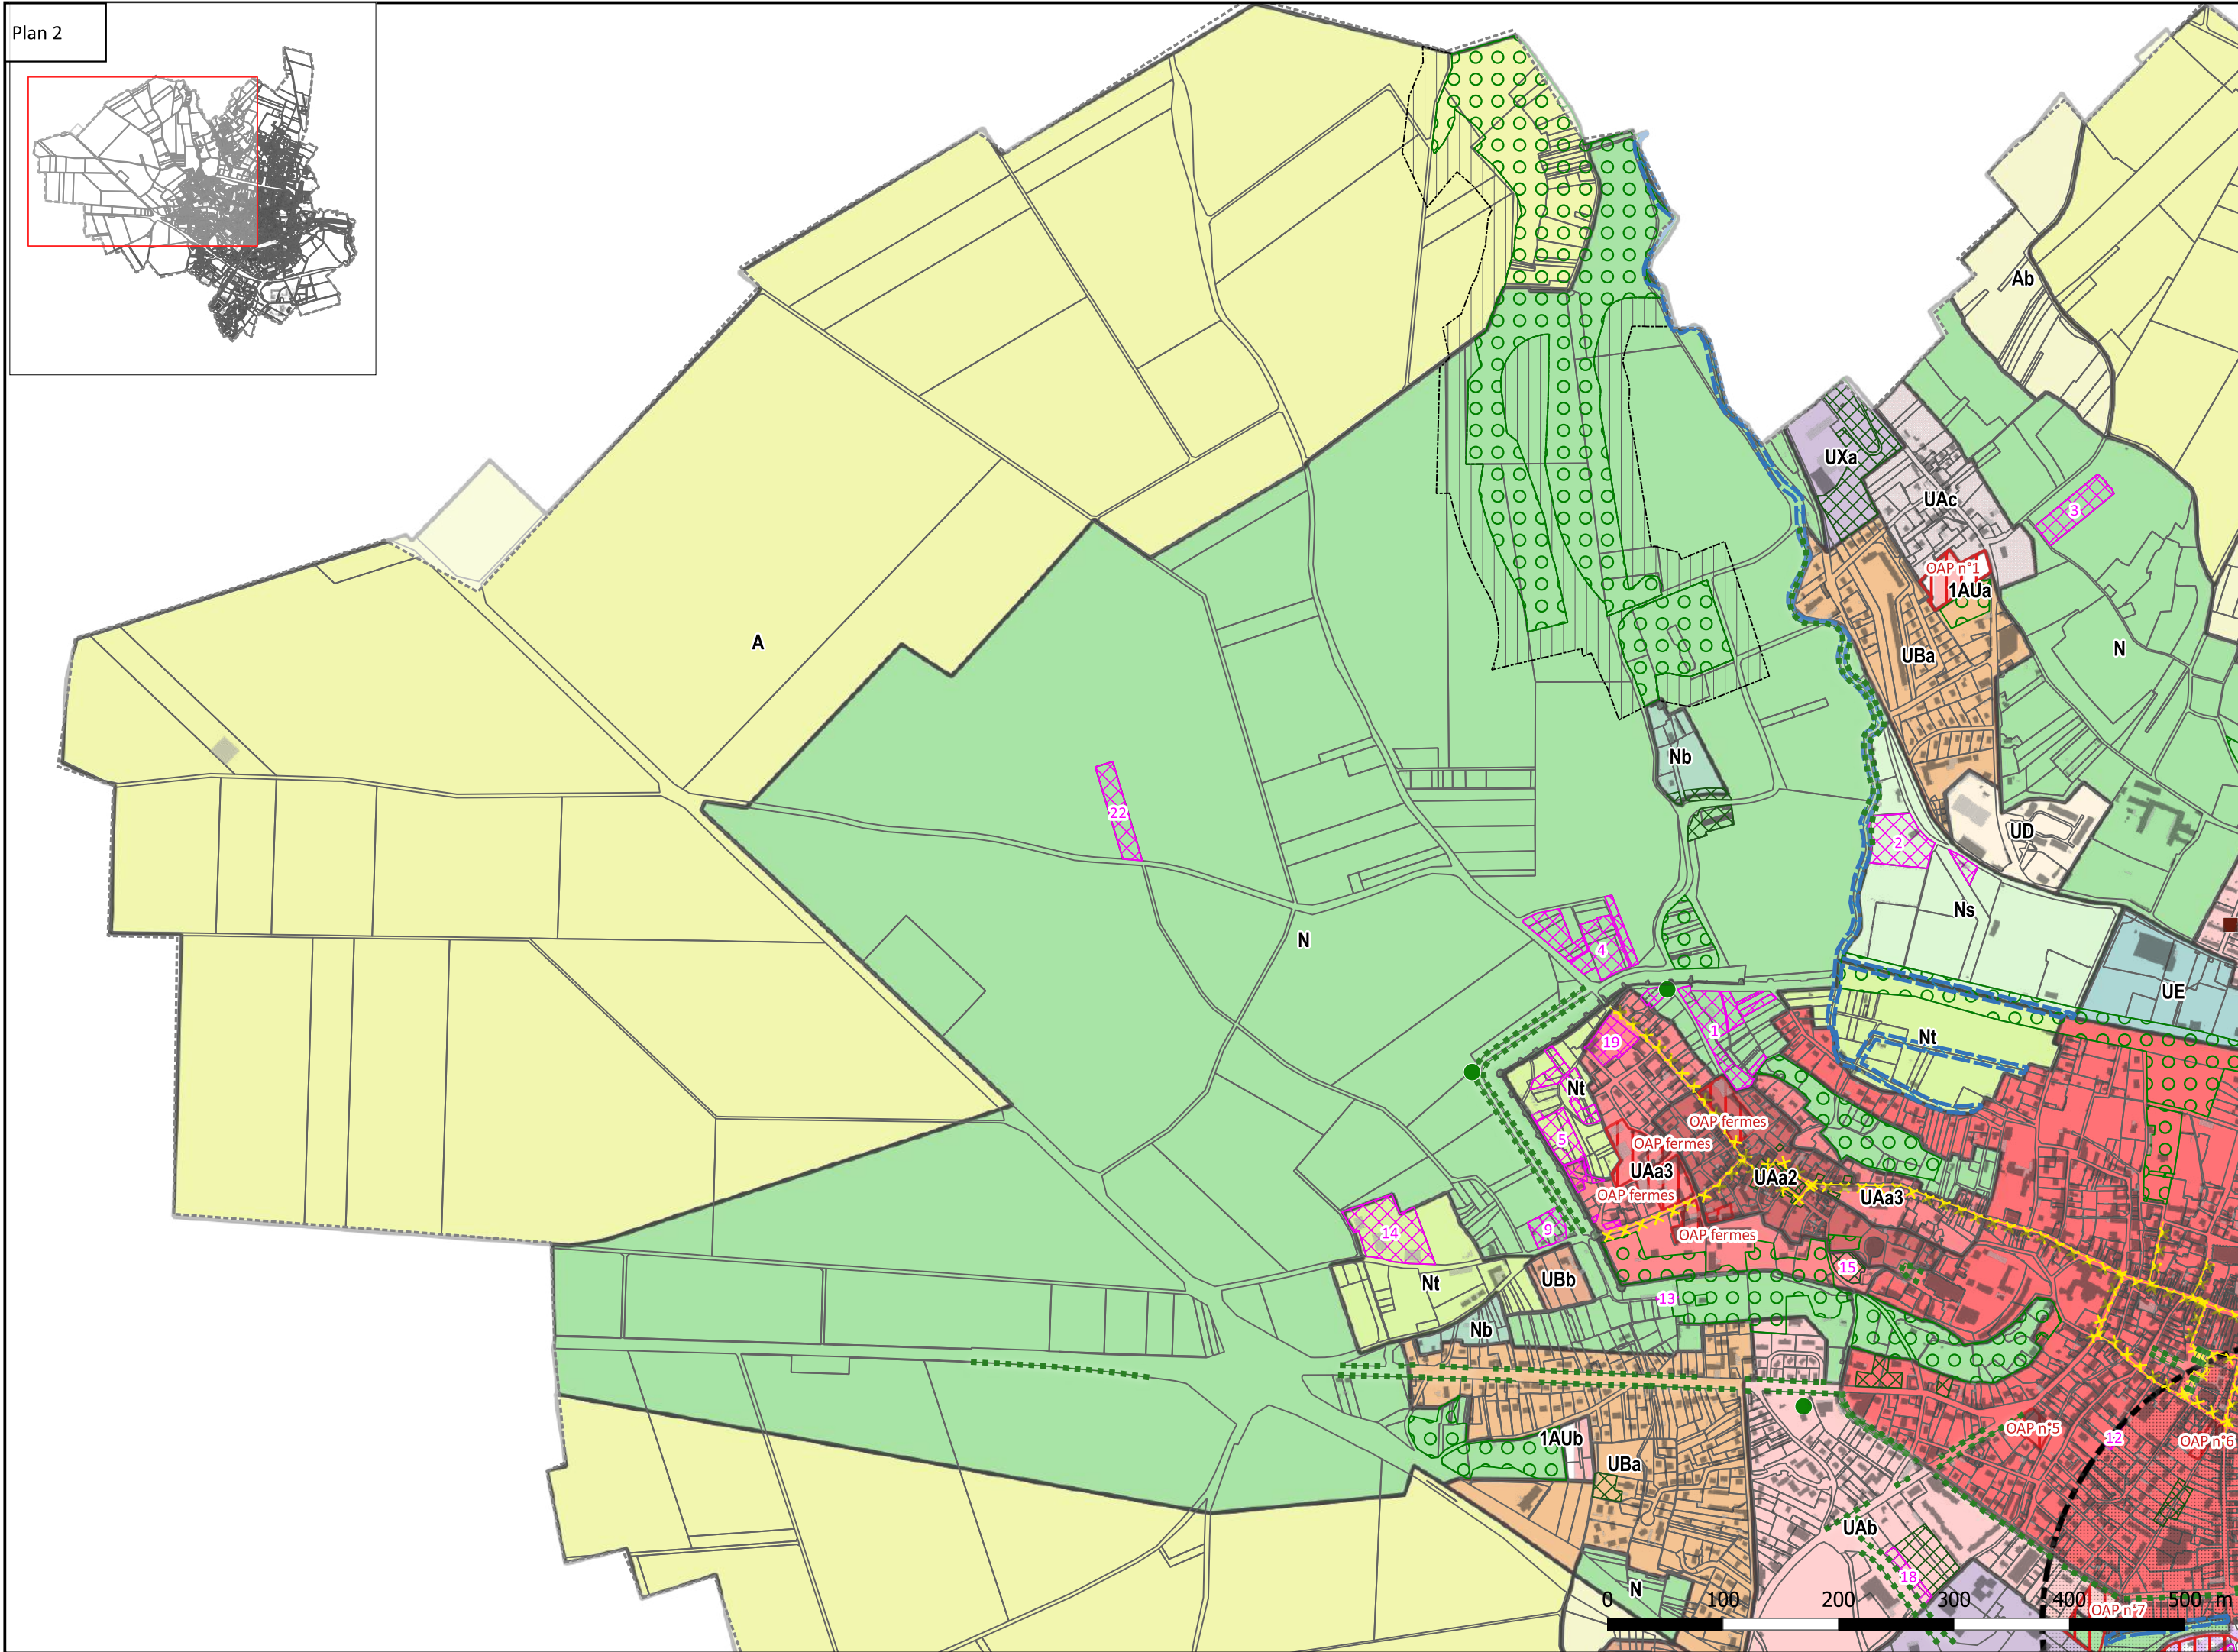 Plan 2
Ab
UXa
UAc
3
OAP n°1
1AUa
A
UBa
N
Nb
22
2
UD
Ns
N
4
UE
1
Nt
19
Nt
OAP fermes
5
OAP fermes
UAa3
UAa2
OAP fermes
UAa3
14
9
OAP fermes
15
UBb
Nt
13
Nb
OAP n°5
1AUb
12
OAP n°6
UBa
UAb
18
N
0 100 200 300 400 500 m
OAP n°7